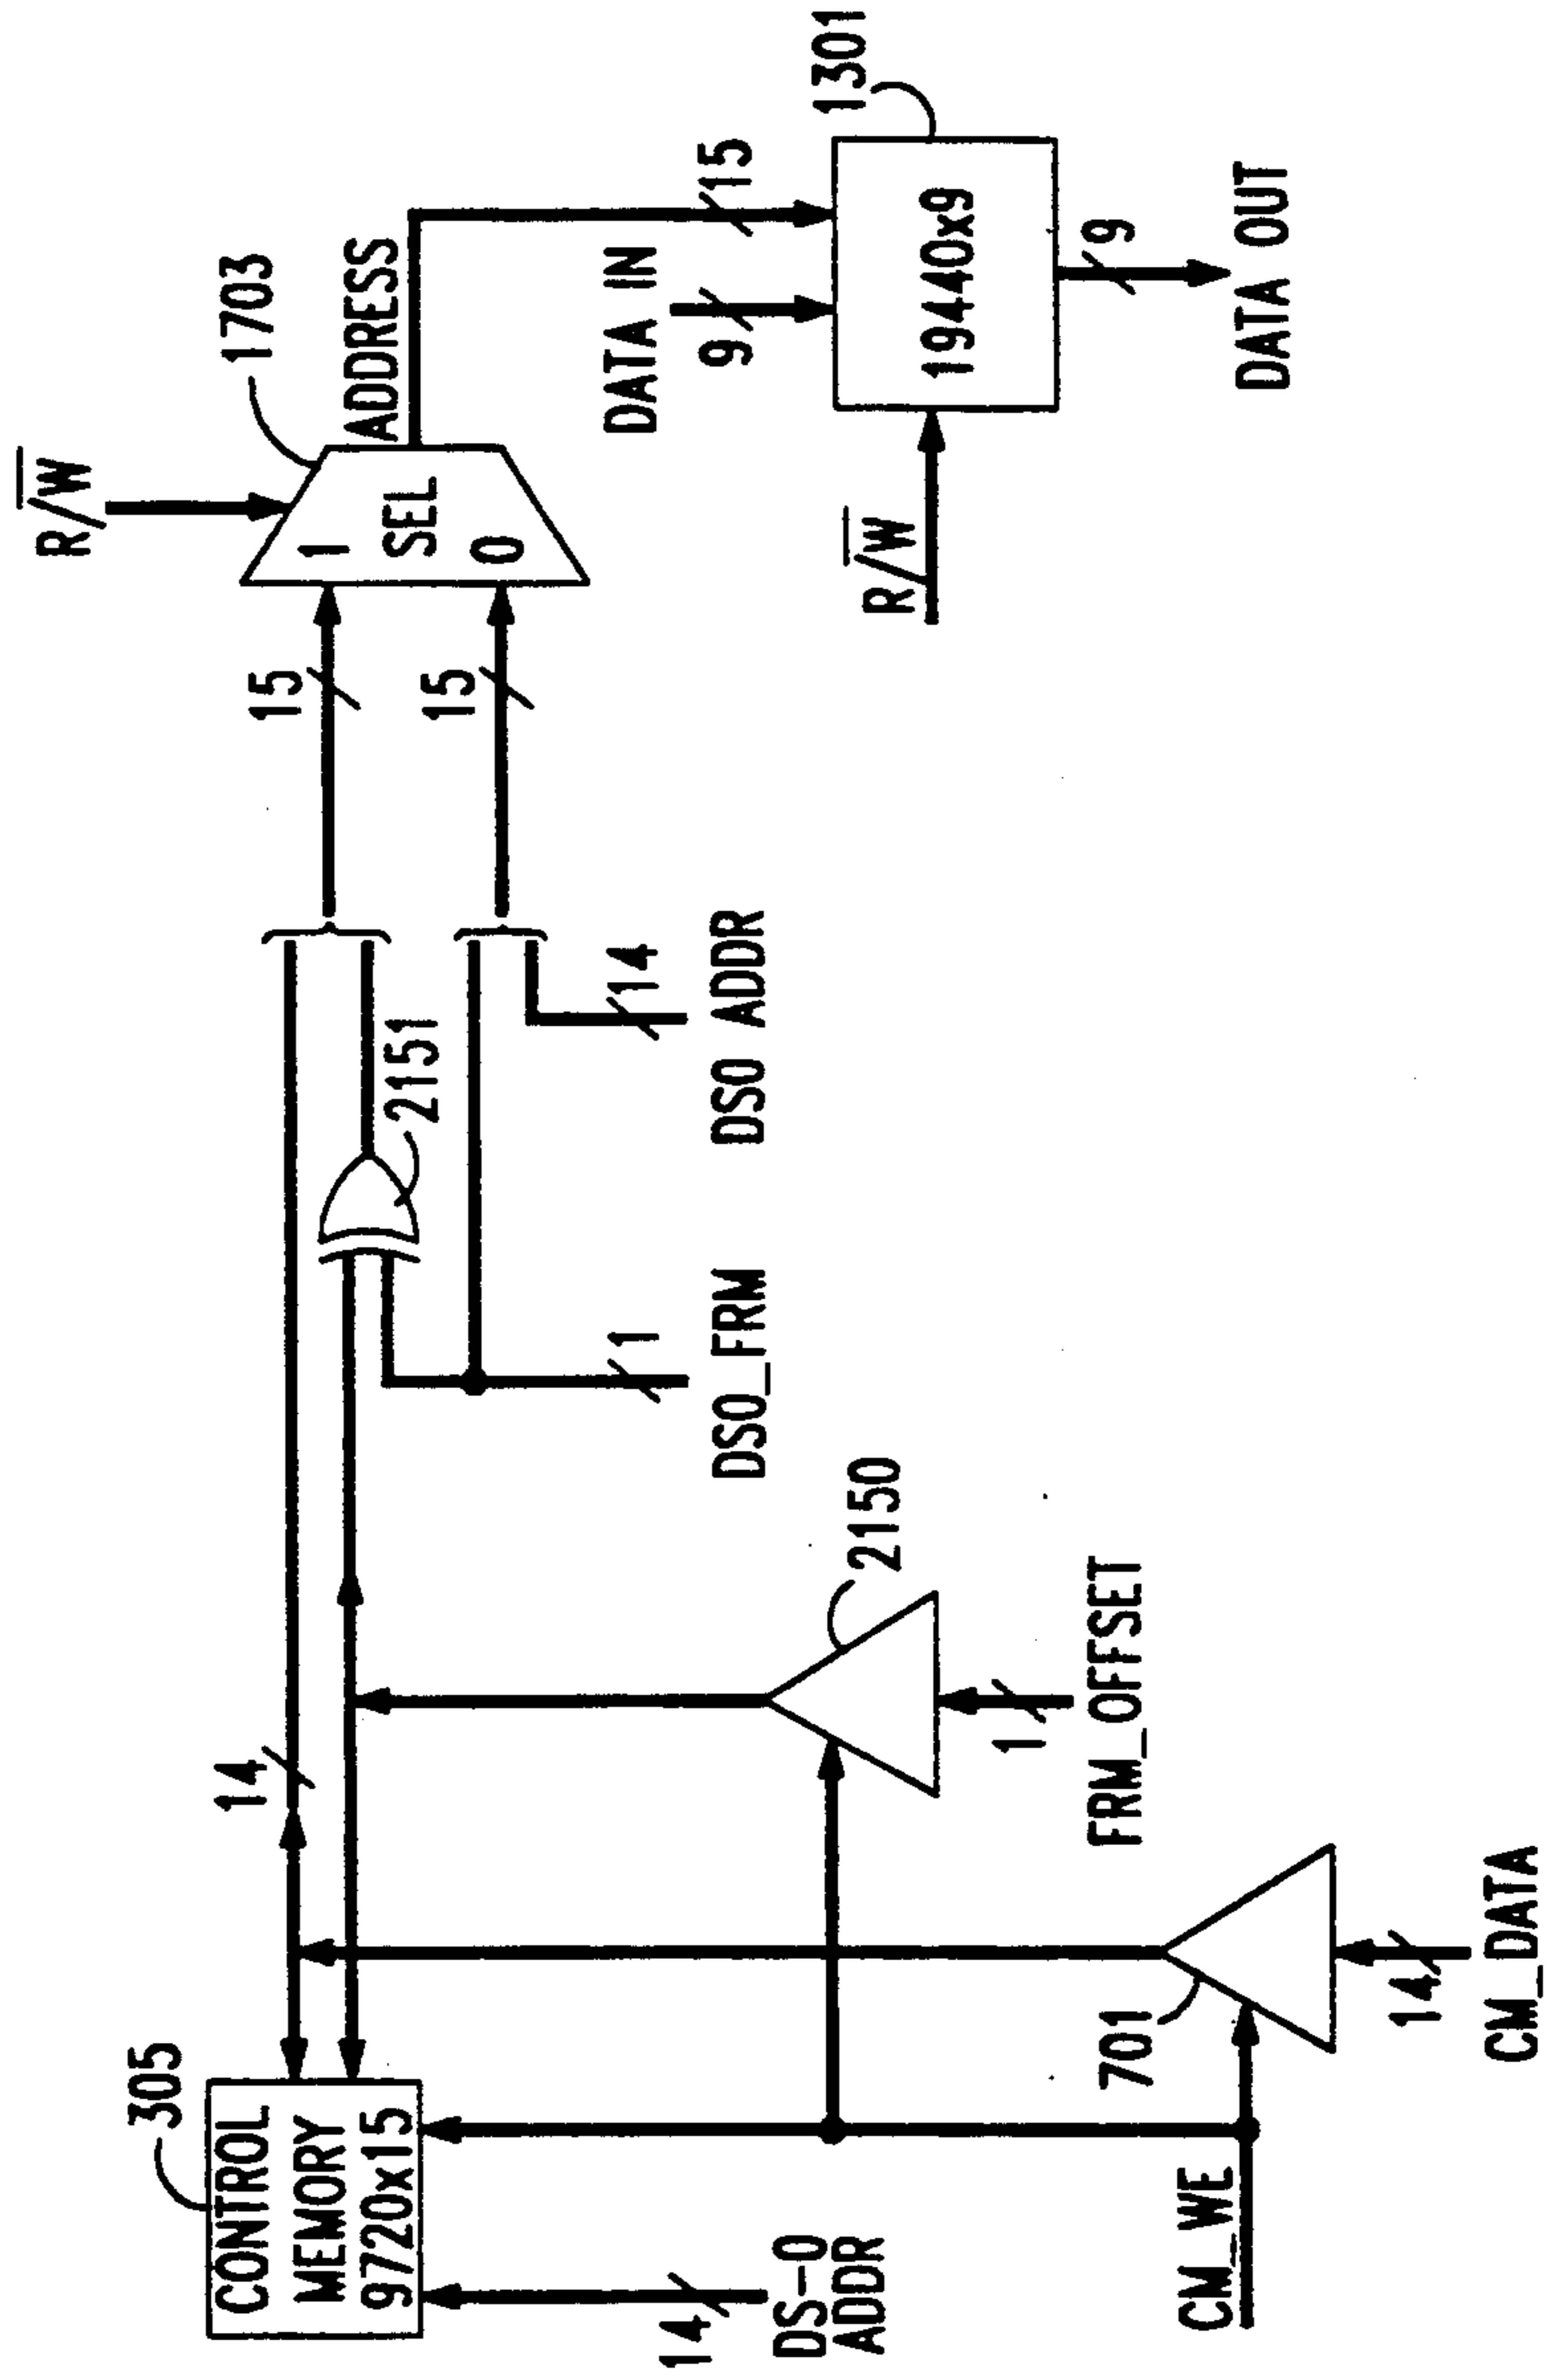 CONTROL
MEMORY
9720x15
305
14
DS-0
ADDR
CM_WE
701
14
CM_DATA
14
2150
1
FRM_OFFSET
2151
1
DS0_FRM
14
DS0 ADDR
15
15
R/W
1
SEL
0
1703
ADDRESS
DATA IN
9
15
R/W
19440x9
1301
9
DATA OUT